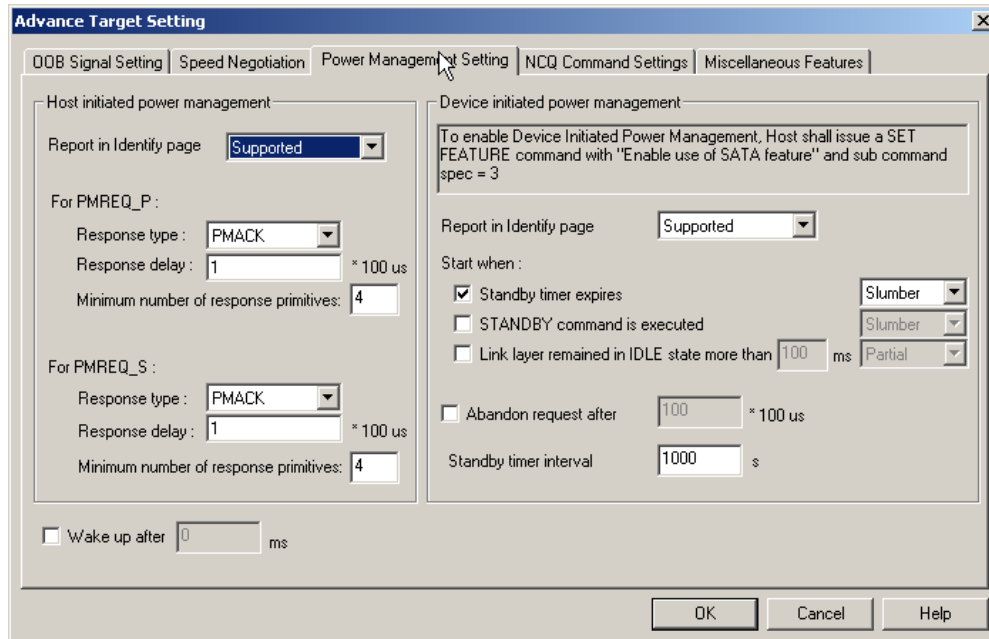 Advance Target Setting
OOB Signal Setting
Speed Negotiation
Power Management Setting
NCQ Command Settings
Miscellaneous Features
Host initiated power management
Report in Identify page Supported
For PMREQ_P :
Response type : PMACK
Response delay : 1 * 100 us
Minimum number of response primitives: 4
For PMREQ_S :
Response type : PMACK
Response delay : 1 * 100 us
Minimum number of response primitives: 4
Wake up after 0 ms
Device initiated power management
To enable Device Initiated Power Management, Host shall issue a SET
FEATURE command with "Enable use of SATA feature" and sub command
spec = 3
Report in Identify page Supported
Start when :
Standby timer expires Slumber
STANDBY command is executed Slumber
Link layer remained in IDLE state more than 100 ms Partial
Abandon request after 100 * 100 us
Standby timer interval 1000 s
OK Cancel Help